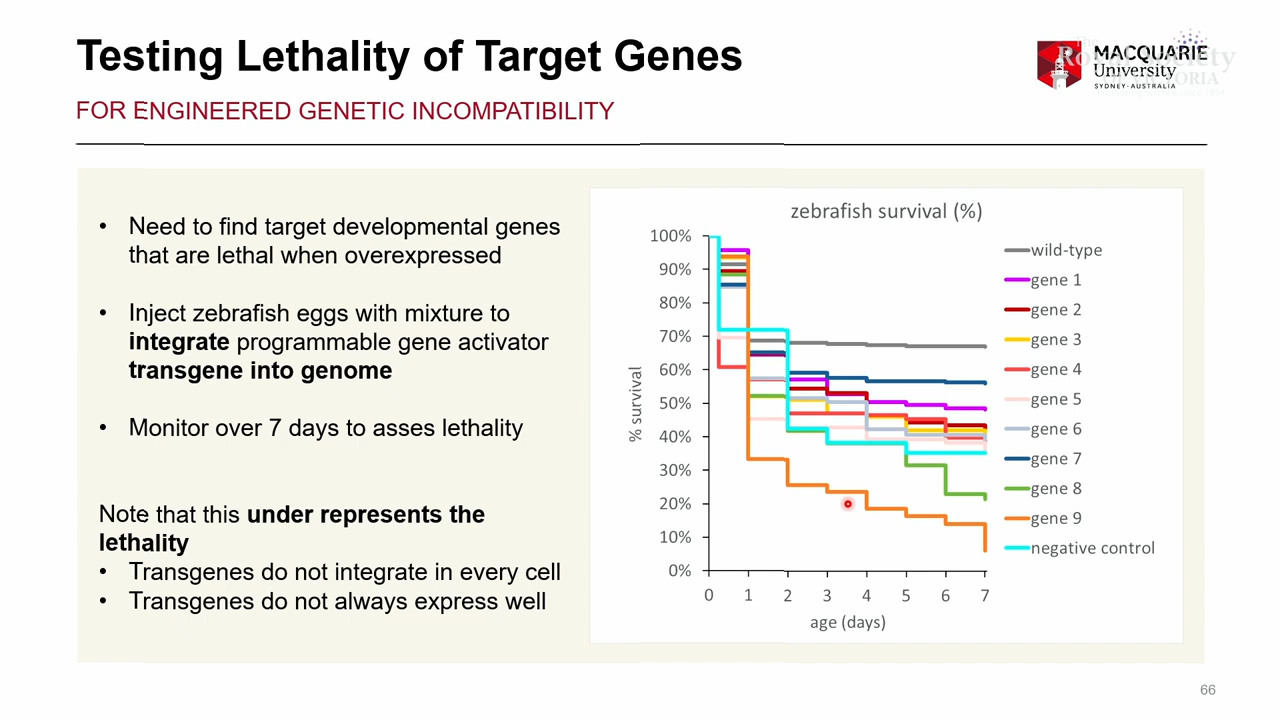 Testing Lethality of Target Genes
FOR ENGINEERED GENETIC INCOMPATIBILITY
MACQUARIE
University
SYDNEY·AUSTRALIA
The
Royal Society
OF VICTORIA
• Need to find target developmental genes
that are lethal when overexpressed
• Inject zebrafish eggs with mixture to
integrate programmable gene activator
transgene into genome
• Monitor over 7 days to asses lethality
Note that this under represents the
lethality
• Transgenes do not integrate in every cell
• Transgenes do not always express well
zebrafish survival (%)
% survival
100%
90%
80%
70%
60%
50%
40%
30%
20%
10%
0%
0 1 2 3 4 5 6 7
age (days)
wild-type
gene 1
gene 2
gene 3
gene 4
gene 5
gene 6
gene 7
gene 8
gene 9
negative control
66